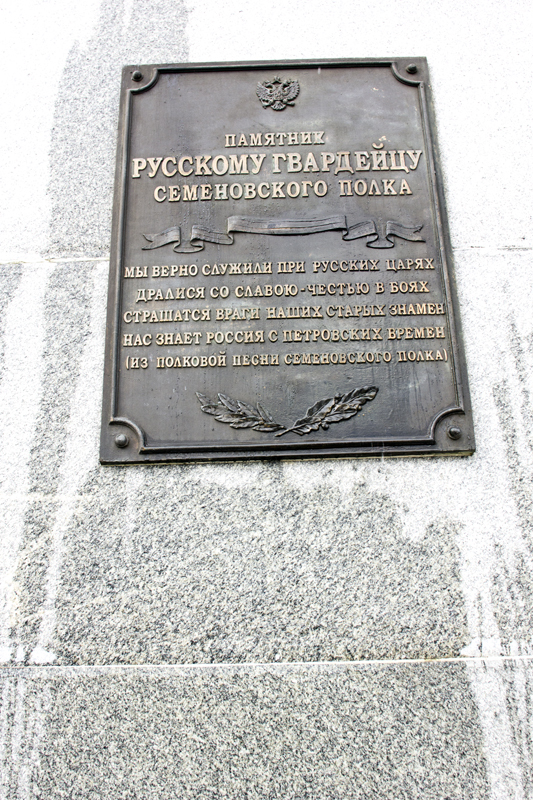 ПАМЯТНИК
РУССКОМУ ГВАРДЕЙЦУ
СЕМЕНОВСКОГО ПОЛКА
МЫ ВЕРНО СЛУЖИЛИ ПРИ РУССКИХ ЦАРЯХ
ДРАЛИСЯ СО СЛАВОЮ-ЧЕСТЬЮ В БОЯХ
СТРАШАТСЯ ВРАГИ НАШИХ СТАРЫХ ЗНАМЕН
НАС ЗНАЕТ РОССИЯ С ПЕТРОВСКИХ ВРЕМЕН
(ИЗ ПОЛКОВОЙ ПЕСНИ СЕМЕНОВСКОГО ПОЛКА)